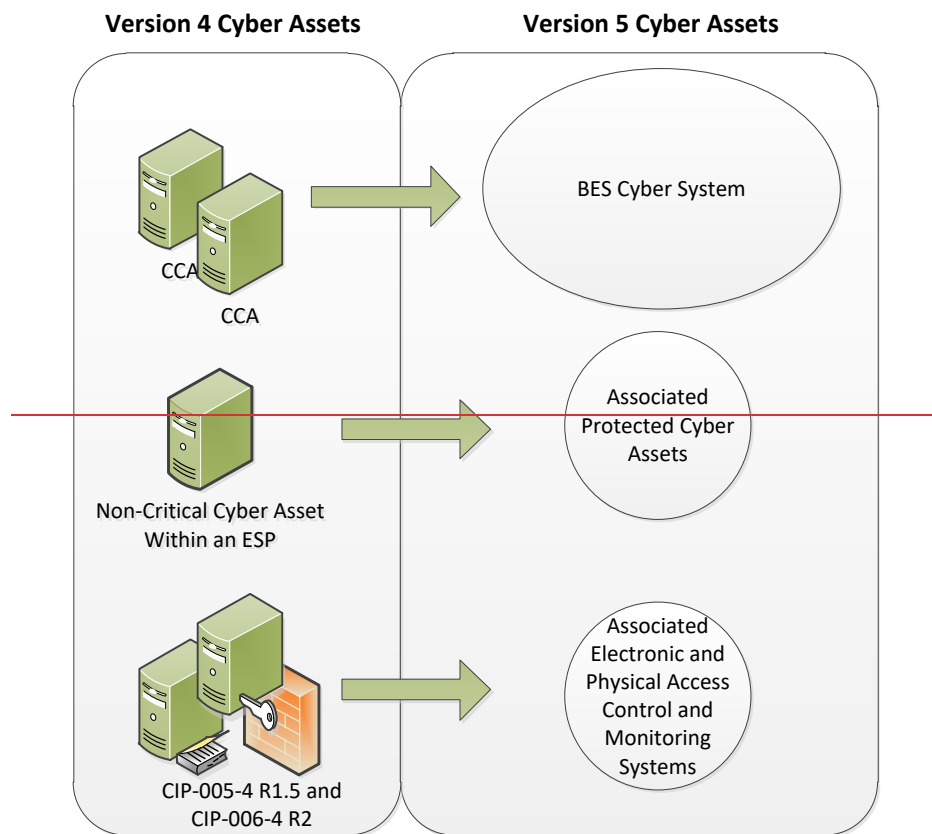 Version 4 Cyber Assets
Version 5 Cyber Assets
CCA
CCA
BES Cyber System
Non-Critical Cyber Asset
Within an ESP
Associated
Protected Cyber
Assets
CIP-005-4 R1.5 and
CIP-006-4 R2
Associated
Electronic and
Physical Access
Control and
Monitoring
Systems